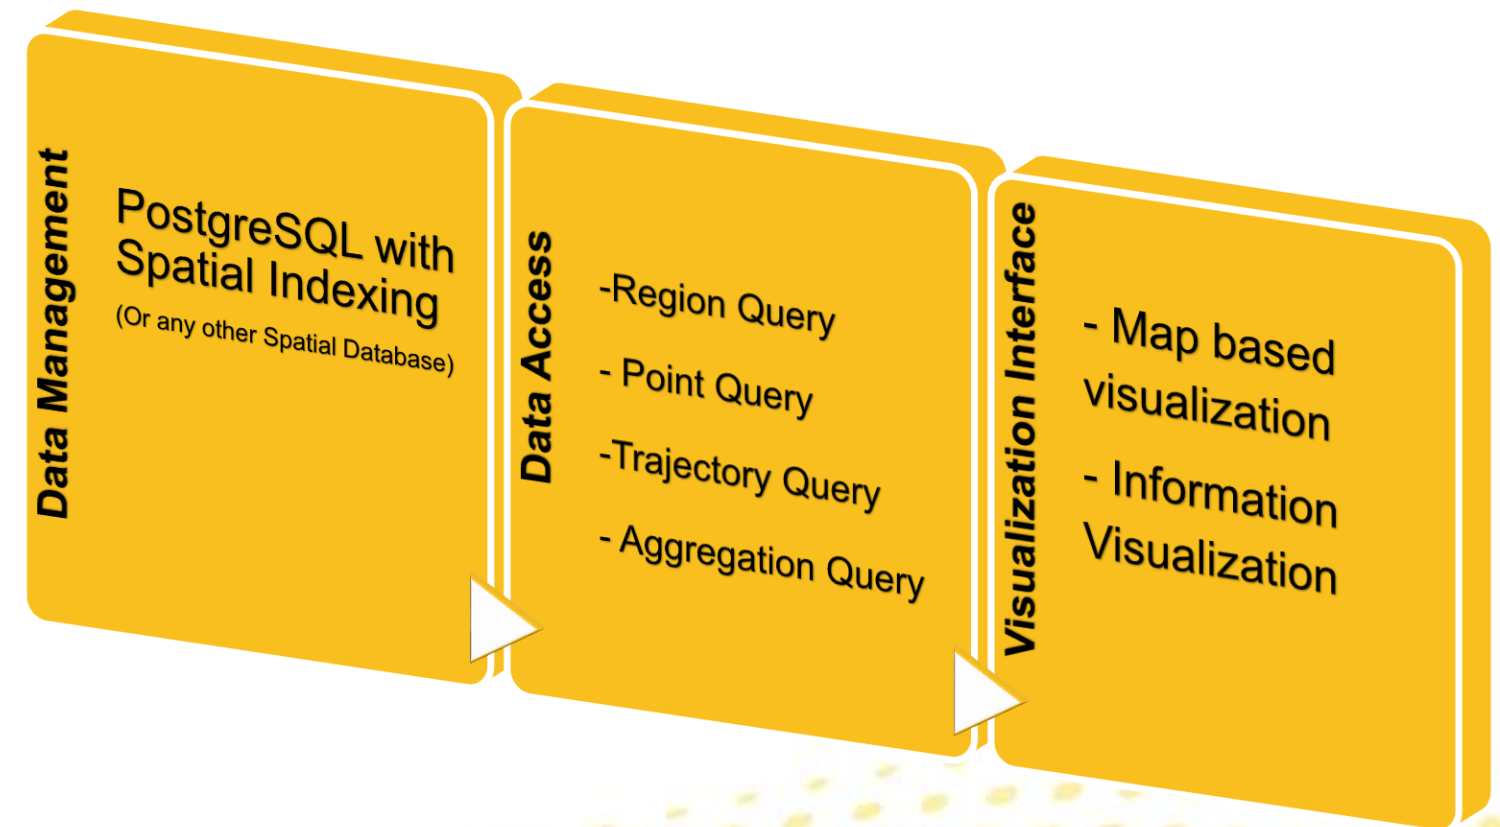 Data Management
PostgreSQL with
Spatial Indexing
(Or any other Spatial Database)
Data Access
-Region Query
- Point Query
-Trajectory Query
- Aggregation Query
Visualization Interface
- Map based
visualization
- Information
Visualization